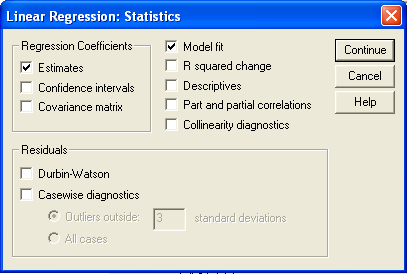 Linear Regression: Statistics
Regression Coefficients
Estimates
Confidence intervals
Covariance matrix
Model fit
R squared change
Descriptives
Part and partial correlations
Collinearity diagnostics
Continue
Cancel
Help
Residuals
Durbin-Watson
Casewise diagnostics
Outliers outside: 3 standard deviations
All cases